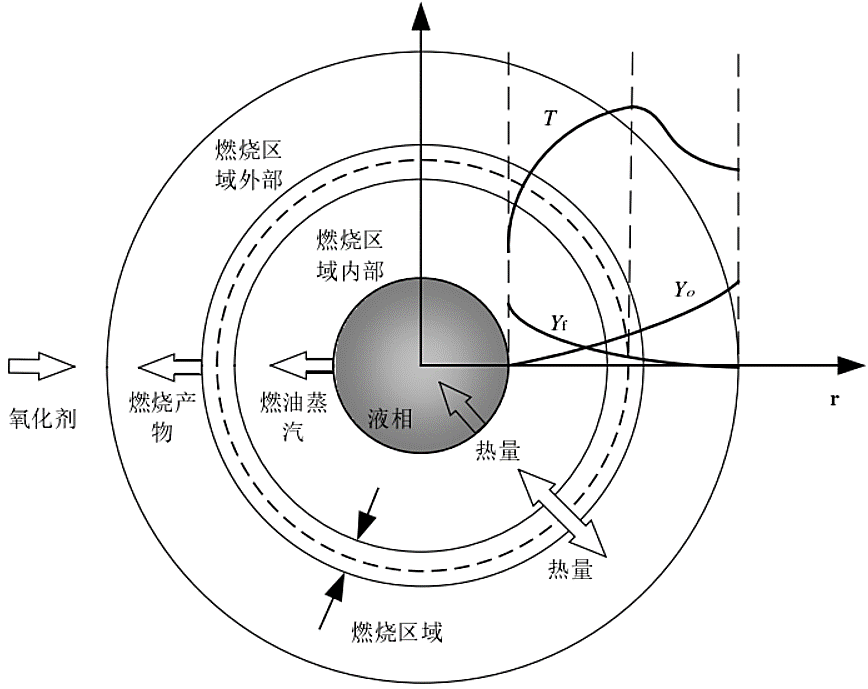 T
燃烧区
域外部
燃烧区
域内部
Yo
Yf
r
氧化剂
燃烧产
物
燃油蒸
汽
液相
热量
热量
燃烧区域